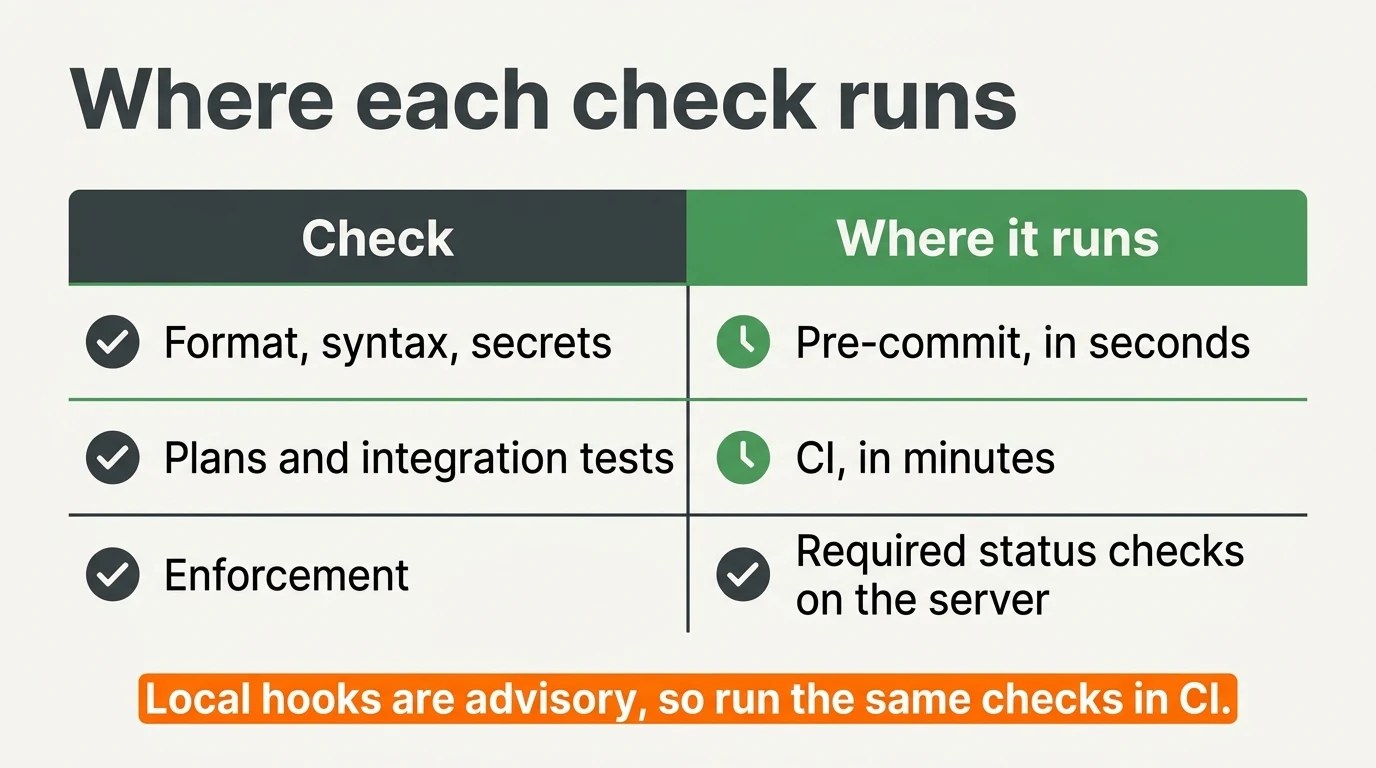 Where each check runs
Check
Where it runs
Format, syntax, secrets
Pre-commit, in seconds
Plans and integration tests
CI, in minutes
Enforcement
Required status checks
on the server
Local hooks are advisory, so run the same checks in CI.